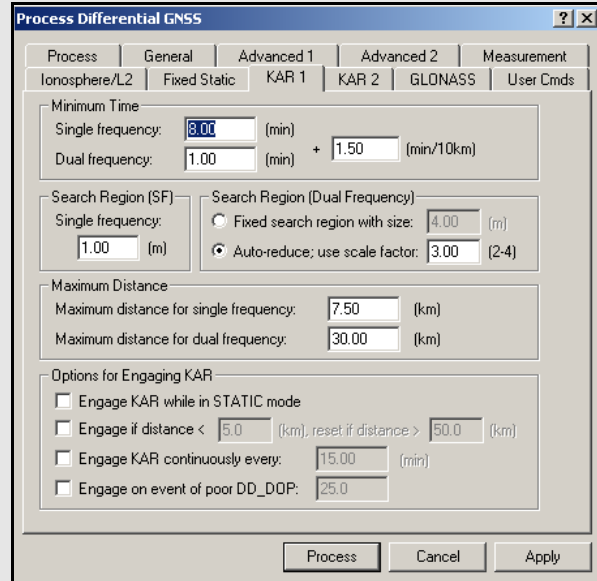 Process Differential GNSS
Process General Advanced 1 Advanced 2 Measurement
Ionosphere/L2 Fixed Static KAR 1 KAR 2 GLONASS User Cmds
Minimum Time
Single frequency: 8.00 (min)
Dual frequency: 1.00 (min) + 1.50 (min/10km)
Search Region (SF)
Single frequency:
1.00 (m)
Search Region (Dual Frequency)
Fixed search region with size: 4.00 (m)
Auto-reduce; use scale factor: 3.00 (2-4)
Maximum Distance
Maximum distance for single frequency: 7.50 (km)
Maximum distance for dual frequency: 30.00 (km)
Options for Engaging KAR
Engage KAR while in STATIC mode
Engage if distance < 5.0 (km), reset if distance > 50.0 (km)
Engage KAR continuously every: 15.00 (min)
Engage on event of poor DD_DOP: 25.0
Process Cancel Apply